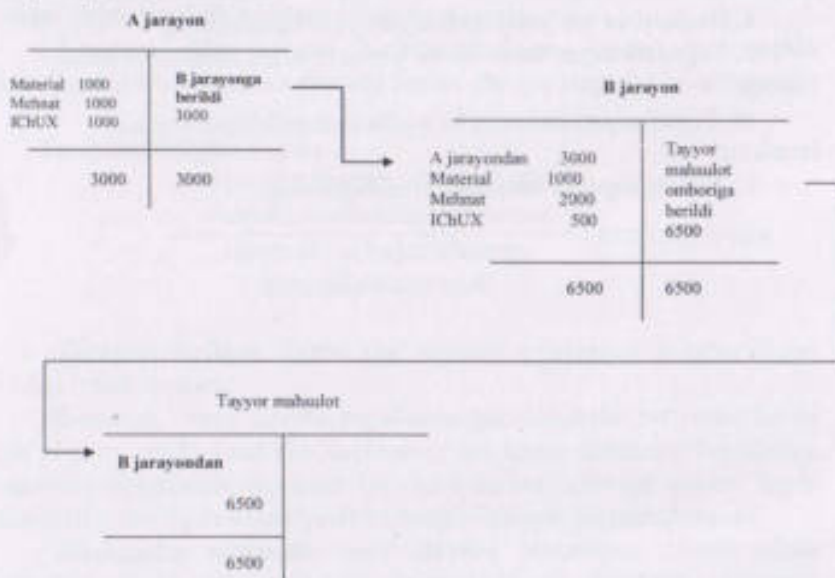 A jarayon
Material 1000
Mehnat 1000
IChUX 1000
B jarayonga
berildi
3000
3000 3000
B jarayon
A jarayondan 3000
Material 1000
Mehnat 2000
IChUX 500
Tayyor
mahsulot
omboriga
berildi
6500
6500 6500
Tayyor mahsulot
B jarayondan
6500
6500